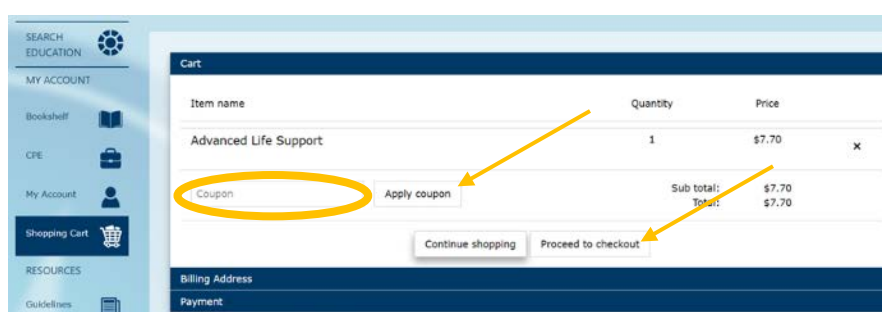 SEARCH
EDUCATION
MY ACCOUNT
Bookshelf
CPE
My Account
Shopping Cart
RESOURCES
Guidelines
Cart
Item name Quantity Price
Advanced Life Support 1 $7.70 ×
Coupon Apply coupon Sub total: $7.70
Total: $7.70
Continue shopping Proceed to checkout
Billing Address
Payment